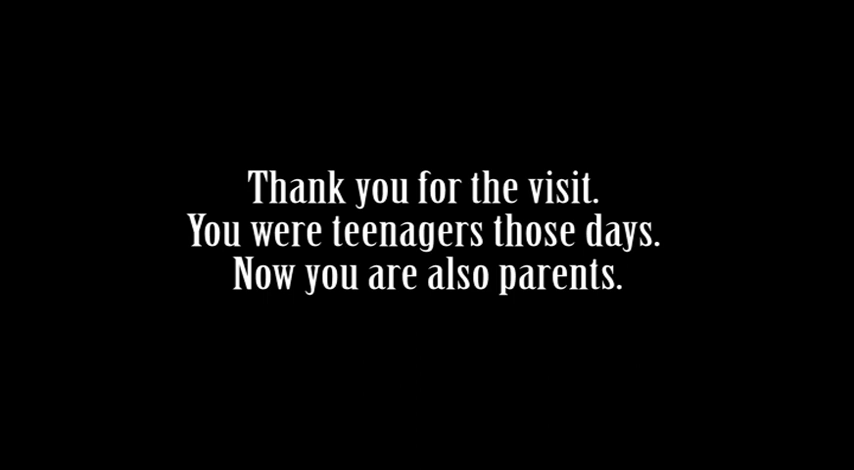 Thank you for the visit.
You were teenagers those days.
Now you are also parents.